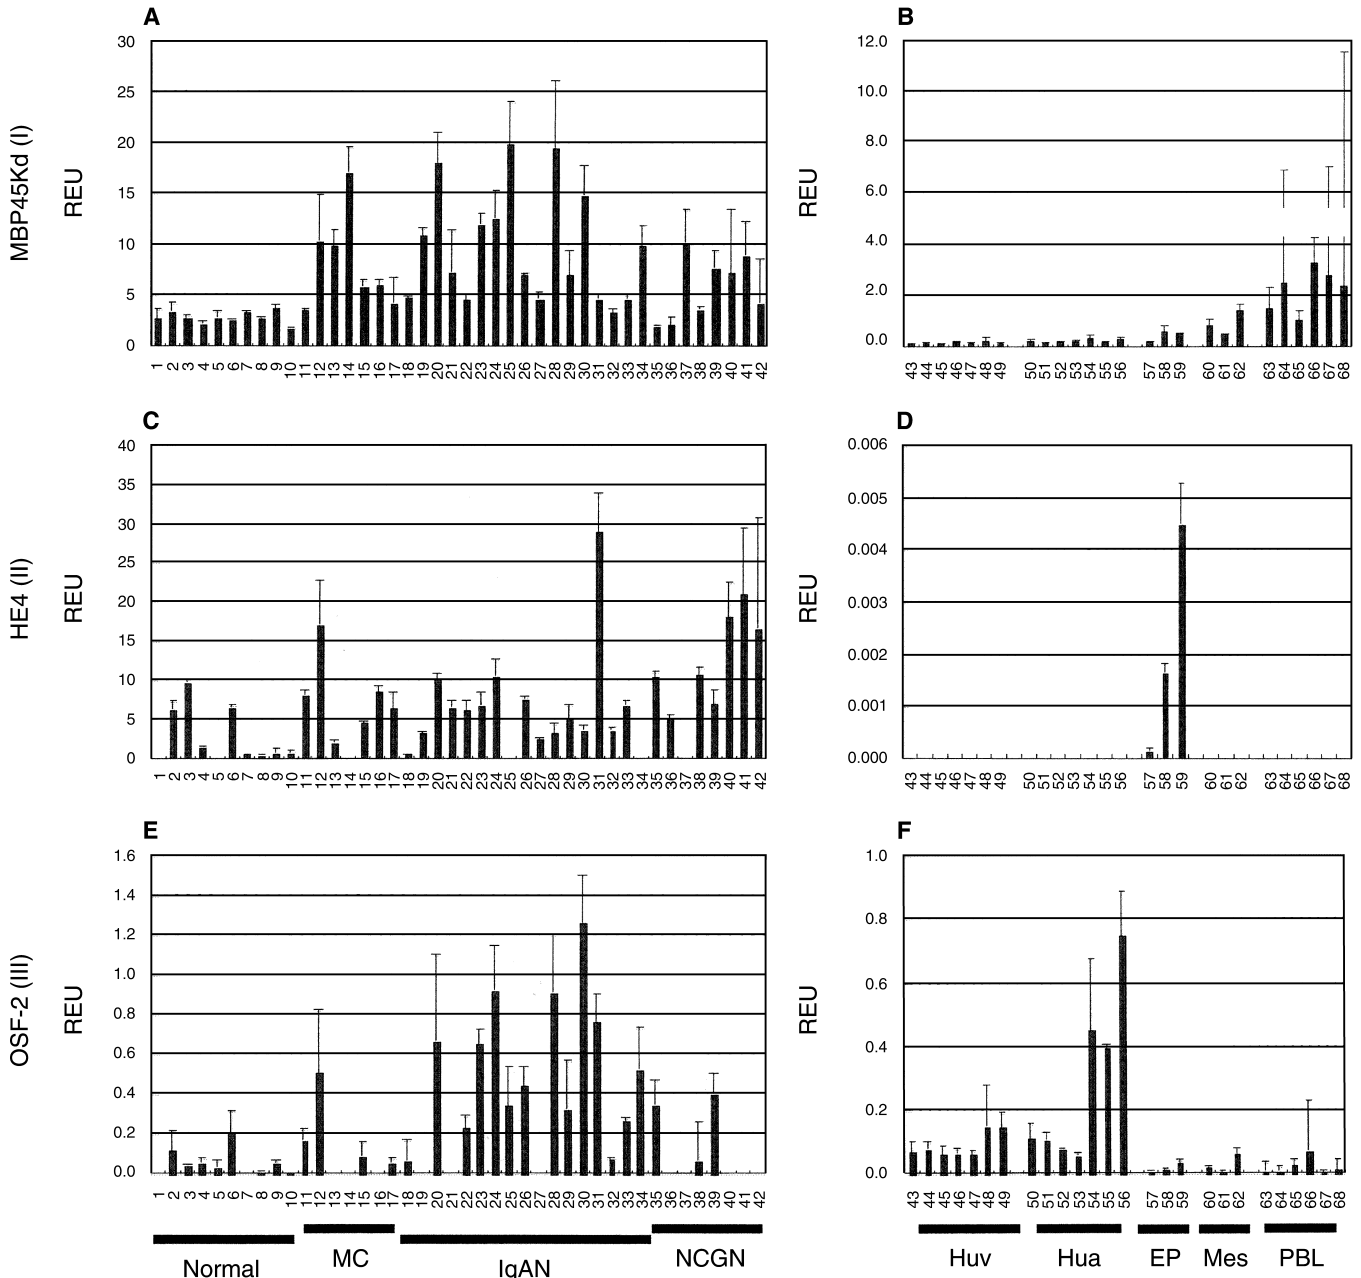 A
MBP45Kd (I)
REU
30
25
20
15
10
5
0
1 2 3 4 5 6 7 8 9 10 11 12 13 14 15 16 17 18 19 20 21 22 23 24 25 26 27 28 29 30 31 32 33 34 35 36 37 38 39 40 41 42
B
REU
12.0
10.0
8.0
6.0
4.0
2.0
0.0
43 44 45 46 47 48 49 50 51 52 53 54 55 56 57 58 59 60 61 62 63 64 65 66 67 68
C
HE4 (II)
REU
40
35
30
25
20
15
10
5
0
1 2 3 4 5 6 7 8 9 10 11 12 13 14 15 16 17 18 19 20 21 22 23 24 25 26 27 28 29 30 31 32 33 34 35 36 37 38 39 40 41 42
D
REU
0.006
0.005
0.004
0.003
0.002
0.001
0.000
43 44 45 46 47 48 49 50 51 52 53 54 55 56 57 58 59 60 61 62 63 64 65 66 67 68
E
OSF-2 (III)
REU
1.6
1.4
1.2
1.0
0.8
0.6
0.4
0.2
0.0
1 2 3 4 5 6 7 8 9 10 11 12 13 14 15 16 17 18 19 20 21 22 23 24 25 26 27 28 29 30 31 32 33 34 35 36 37 38 39 40 41 42
Normal MC IgAN NCGN
F
REU
1.0
0.8
0.6
0.4
0.2
0.0
43 44 45 46 47 48 49 50 51 52 53 54 55 56 57 58 59 60 61 62 63 64 65 66 67 68
Huv Hua EP Mes PBL